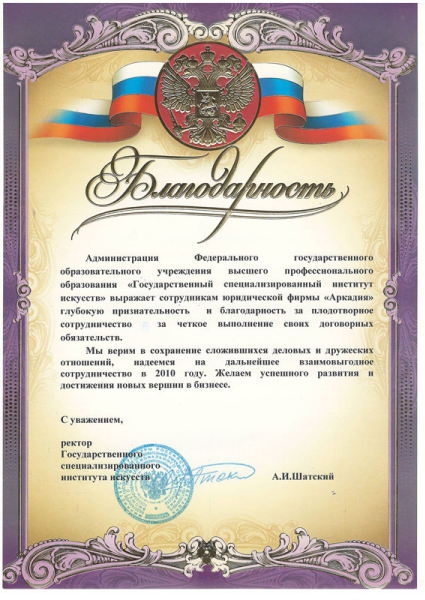 Благодарность
Администрация Федерального государственного
образовательного учреждения высшего профессионального
образования «Государственный специализированный институт
искусств» выражает сотрудникам юридической фирмы «Аркадия»
глубокую признательность и благодарность за плодотворное
сотрудничество за четкое выполнение своих договорных
обязательств.
Мы верим в сохранение сложившихся деловых и дружеских
отношений, надеемся на дальнейшее взаимовыгодное
сотрудничество в 2010 году. Желаем успешного развития и
достижения новых вершин в бизнесе.
С уважением,
ректор
Государственного
специализированного
института искусств
А.И.Шатский